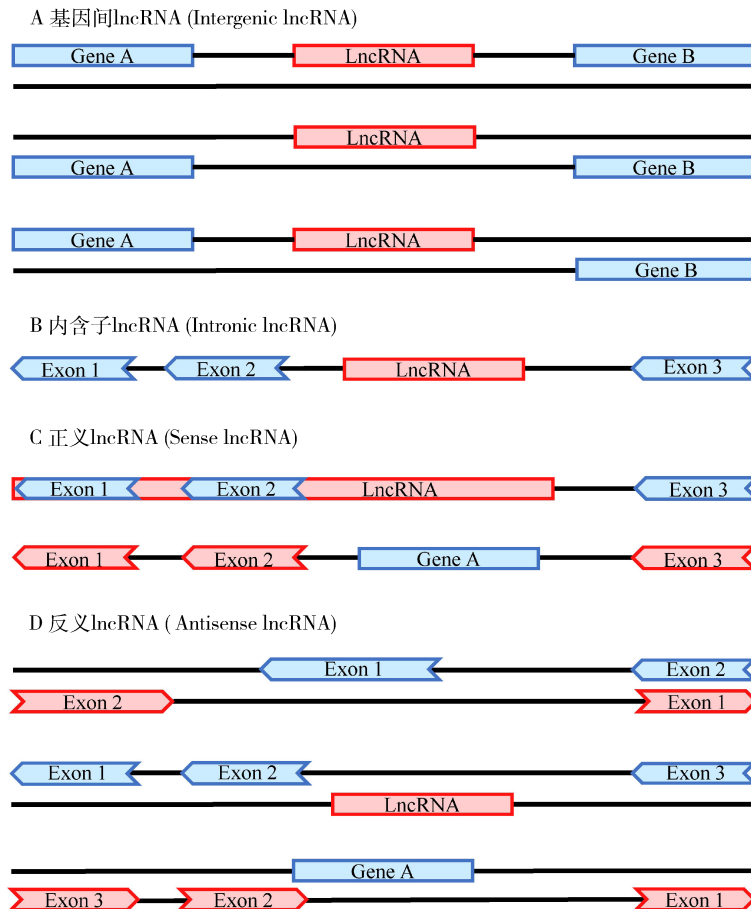 A 基因间lncRNA (Intergenic lncRNA)
Gene A LncRNA Gene B
LncRNA
Gene A Gene B
Gene A LncRNA
Gene B
B 内含子lncRNA (Intronic lncRNA)
Exon 1 Exon 2 LncRNA Exon 3
C 正义lncRNA (Sense lncRNA)
Exon 1 Exon 2 LncRNA Exon 3
Exon 1 Exon 2 Gene A Exon 3
D 反义lncRNA ( Antisense lncRNA)
Exon 1 Exon 2
Exon 2 Exon 1
Exon 1 Exon 2 Exon 3
LncRNA
Gene A
Exon 3 Exon 2 Exon 1